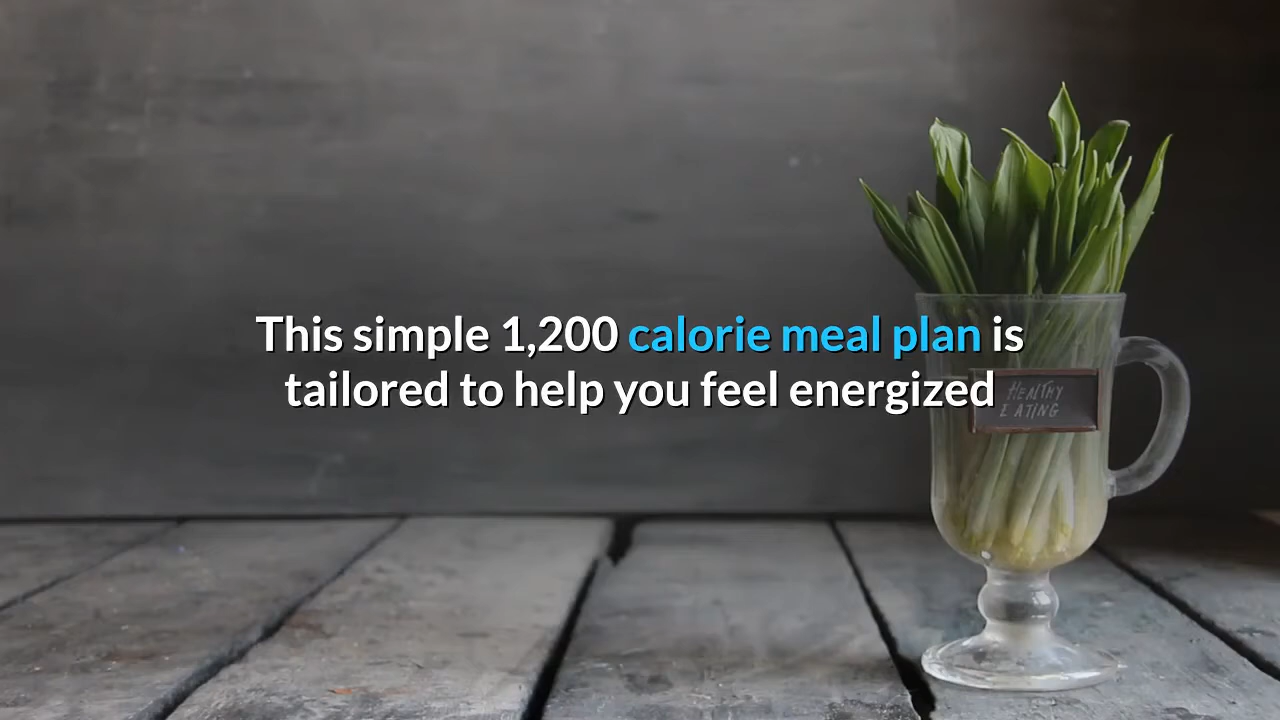 This simple 1,200 calorie meal plan is
tailored to help you feel energized
HEALTHY
EATING